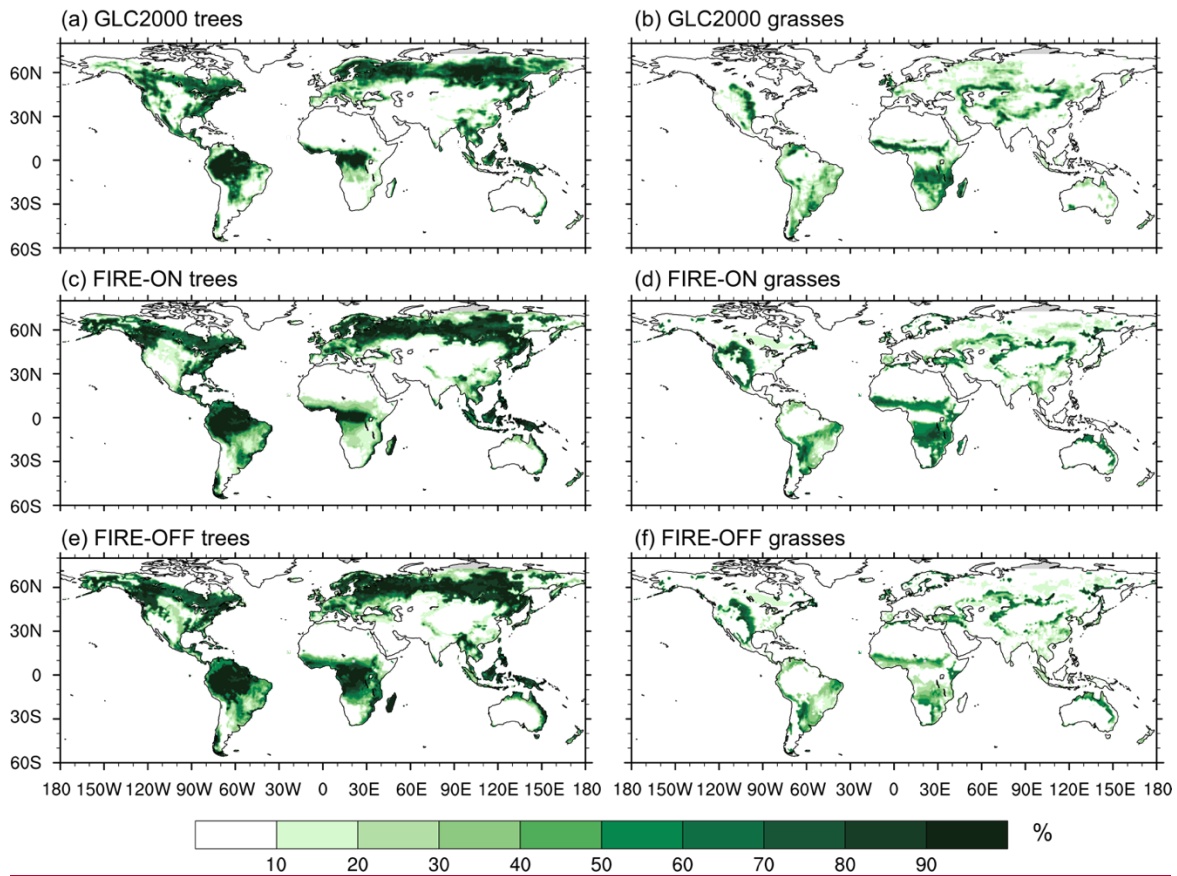 (a) GLC2000 trees
(b) GLC2000 grasses
60N
30N
0
30S
60S
(c) FIRE-ON trees
(d) FIRE-ON grasses
60N
30N
0
30S
60S
(e) FIRE-OFF trees
(f) FIRE-OFF grasses
60N
30N
0
30S
60S
180 150W 120W 90W 60W 30W 0 30E 60E 90E 120E 150E 180
180 150W 120W 90W 60W 30W 0 30E 60E 90E 120E 150E 180
%
10 20 30 40 50 60 70 80 90